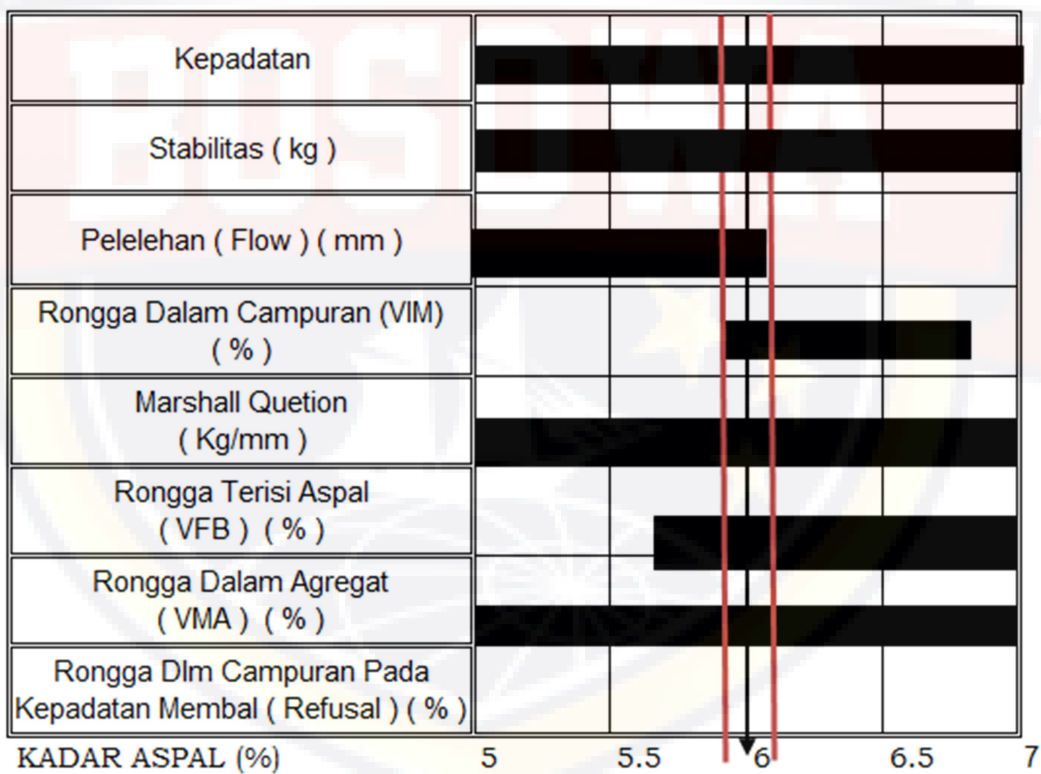 BOSOWA
Kepadatan
Stabilitas ( kg )
Pelelehan ( Flow ) ( mm )
Rongga Dalam Campuran (VIM)
( % )
Marshall Quetion
( Kg/mm )
Rongga Terisi Aspal
( VFB ) ( % )
Rongga Dalam Agregat
( VMA ) ( % )
Rongga Dlm Campuran Pada
Kepadatan Membal ( Refusal ) ( % )
KADAR ASPAL (%) 5 5.5 6 6.5 7